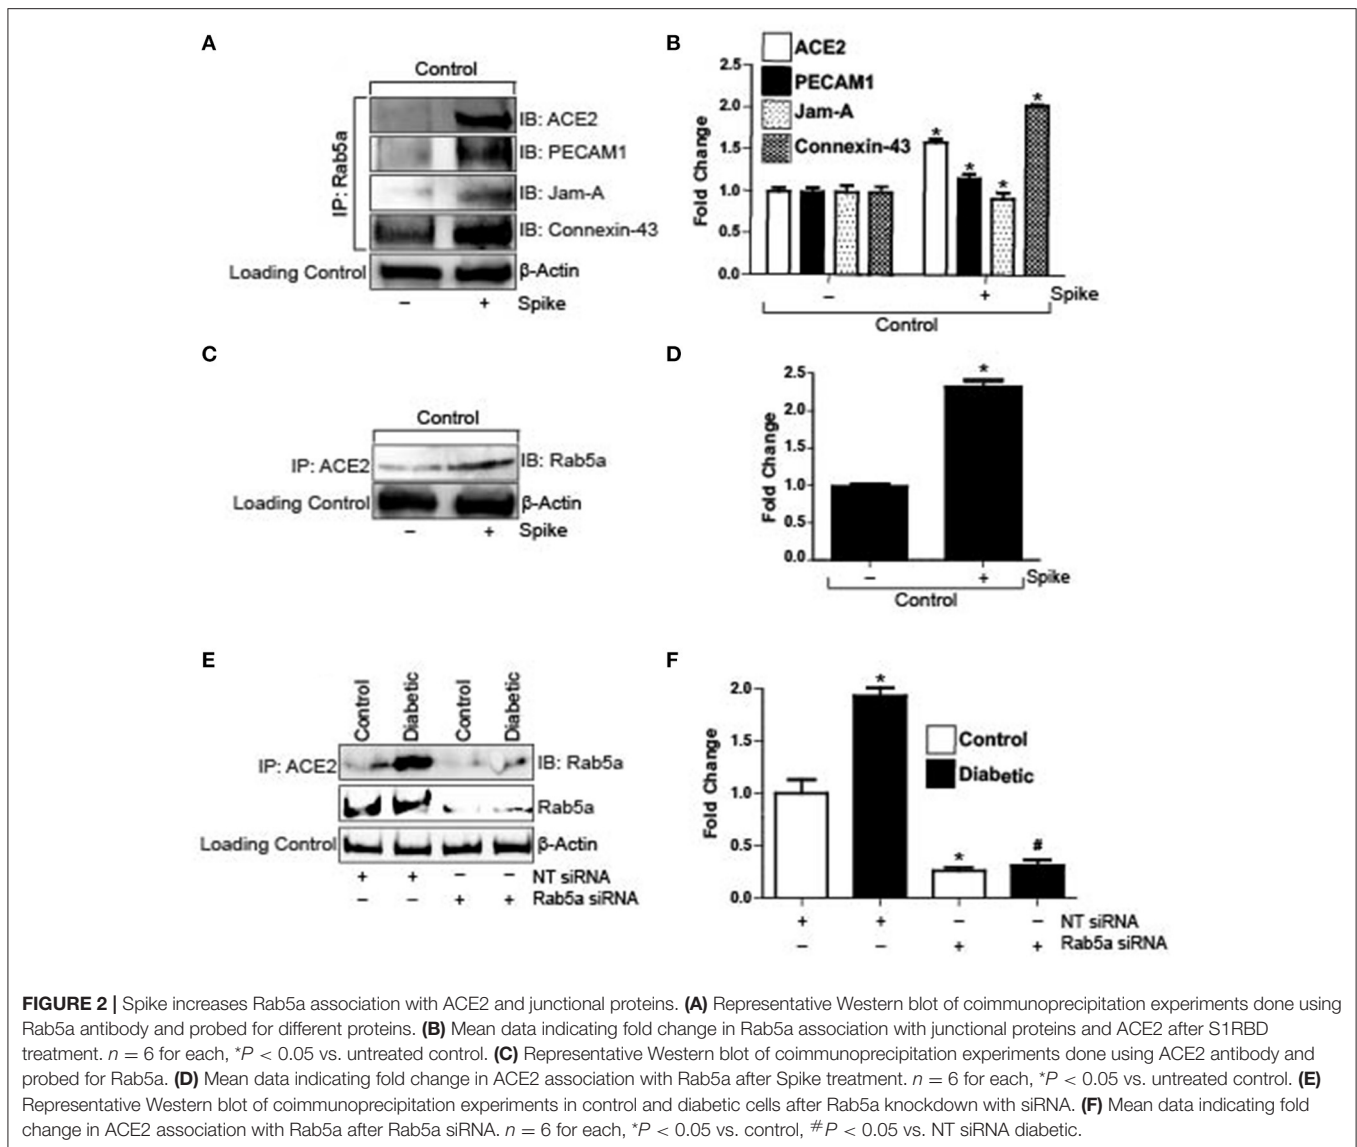 A
Control
IP: Rab5a
IB: ACE2
IB: PECAM1
IB: Jam-A
IB: Connexin-43
Loading Control
β-Actin
– + Spike
B
ACE2
PECAM1
Jam-A
Connexin-43
Fold Change
2.5
2.0
1.5
1.0
0.5
0.0
* * * *
– + Spike
Control
C
Control
IP: ACE2
IB: Rab5a
Loading Control
β-Actin
– + Spike
D
Fold Change
2.5
2.0
1.5
1.0
0.5
0.0
*
– + Spike
Control
E
Control Diabetic Control Diabetic
IP: ACE2
IB: Rab5a
Rab5a
Loading Control
β-Actin
+ + – – NT siRNA
– – + + Rab5a siRNA
F
Fold Change
2.0
1.5
1.0
0.5
0.0
* * #
Control
Diabetic
+ + – – NT siRNA
– – + + Rab5a siRNA
FIGURE 2 | Spike increases Rab5a association with ACE2 and junctional proteins. (A) Representative Western blot of coimmunoprecipitation experiments done using
Rab5a antibody and probed for different proteins. (B) Mean data indicating fold change in Rab5a association with junctional proteins and ACE2 after S1RBD
treatment. n = 6 for each, *P < 0.05 vs. untreated control. (C) Representative Western blot of coimmunoprecipitation experiments done using ACE2 antibody and
probed for Rab5a. (D) Mean data indicating fold change in ACE2 association with Rab5a after Spike treatment. n = 6 for each, *P < 0.05 vs. untreated control. (E)
Representative Western blot of coimmunoprecipitation experiments in control and diabetic cells after Rab5a knockdown with siRNA. (F) Mean data indicating fold
change in ACE2 association with Rab5a after Rab5a siRNA. n = 6 for each, *P < 0.05 vs. control, #P < 0.05 vs. NT siRNA diabetic.